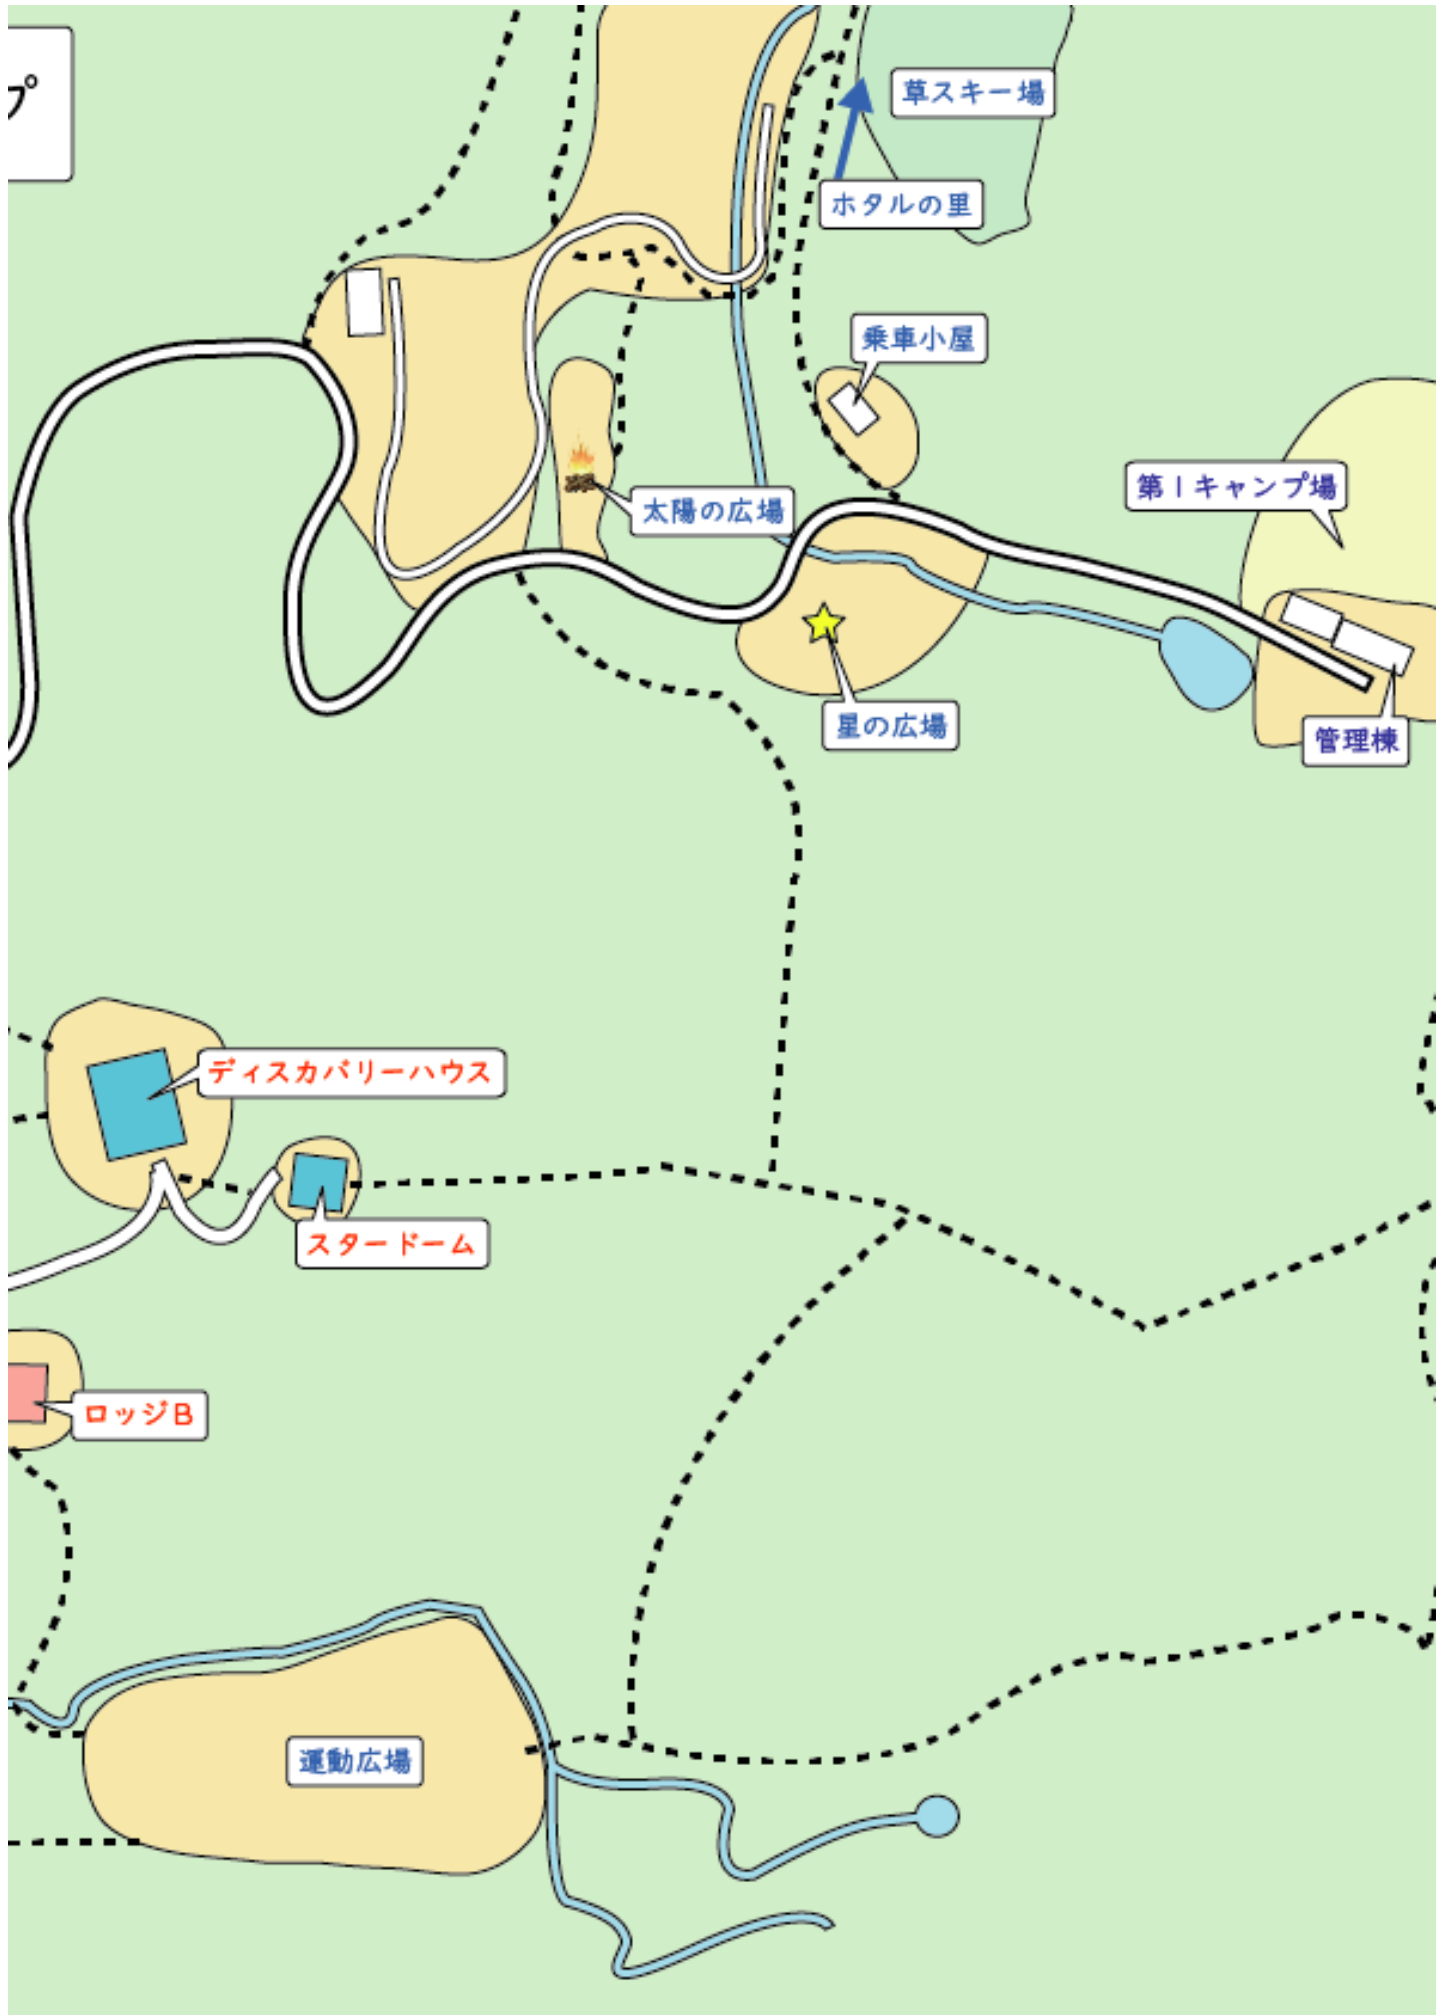 プ
草スキー場
ホタルの里
乗車小屋
第1キャンプ場
太陽の広場
星の広場
管理棟
ディスカバリーハウス
スタードーム
ロッジB
運動広場